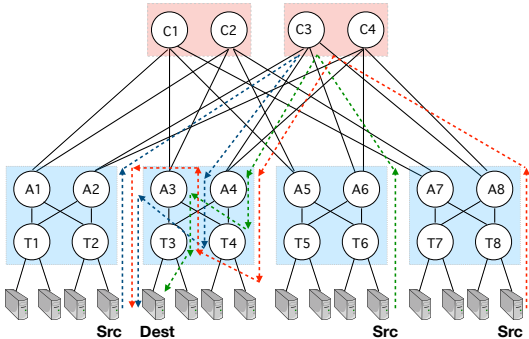 C1 C2 C3 C4
A1 A2 A3 A4 A5 A6 A7 A8
T1 T2 T3 T4 T5 T6 T7 T8
Src Dest Src Src